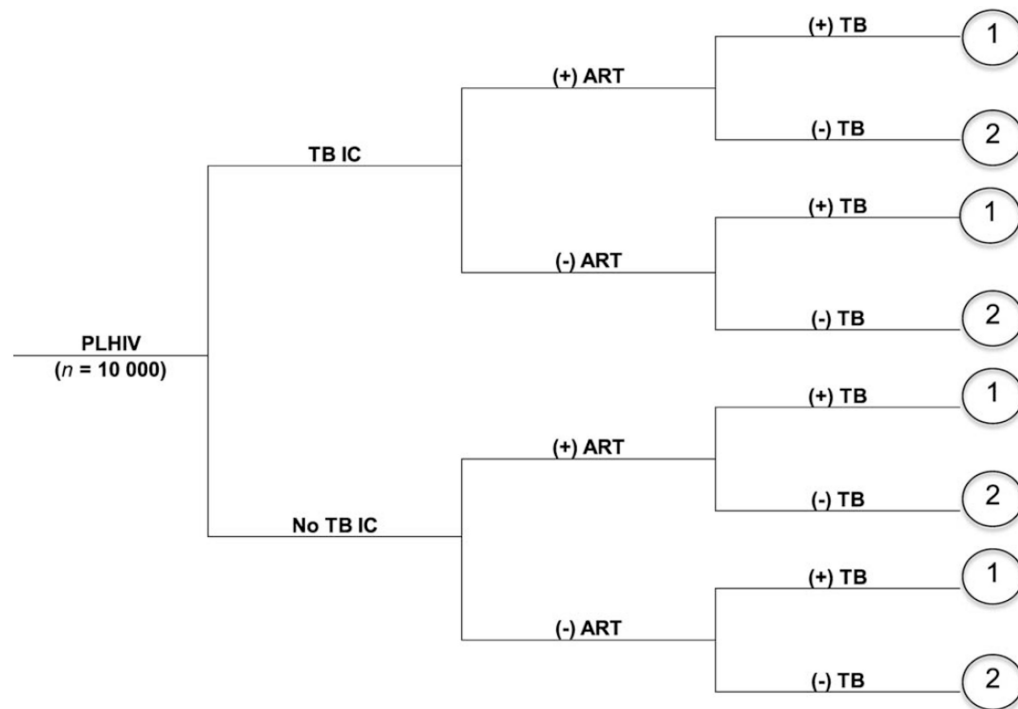 (+) TB
1
(+) ART
(-) TB
2
TB IC
(+) TB
1
(-) ART
(-) TB
2
PLHIV
(n = 10 000)
(+) TB
1
(+) ART
(-) TB
2
No TB IC
(+) TB
1
(-) ART
(-) TB
2